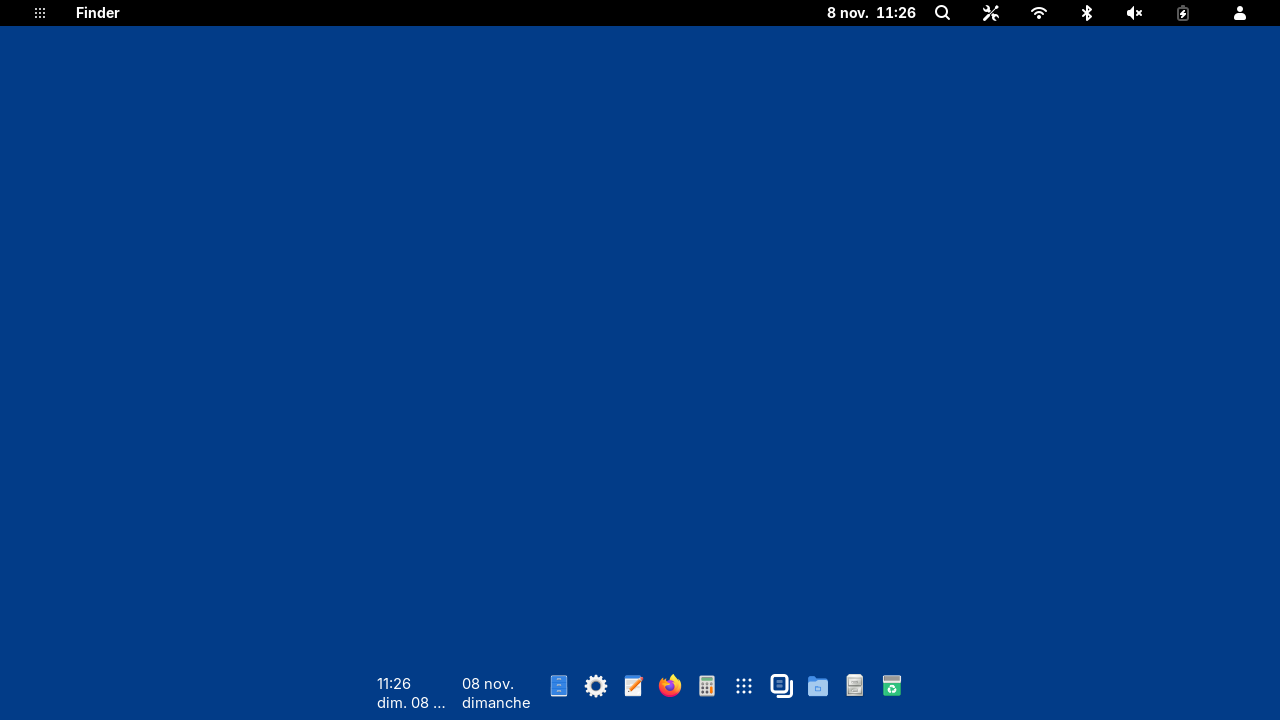 Finder
8 nov. 11:26
11:26
dim. 08 ...
08 nov.
dimanche